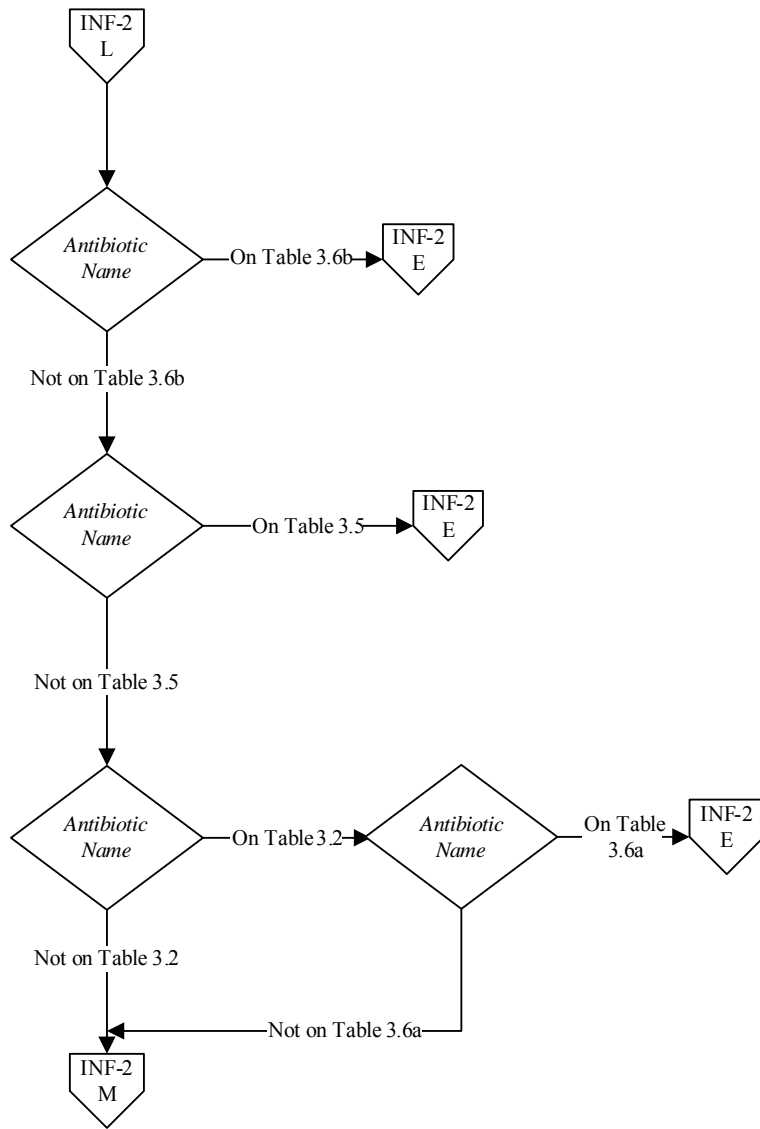 INF-2
L
Antibiotic
Name
On Table 3.6b
INF-2
E
Not on Table 3.6b
Antibiotic
Name
On Table 3.5
INF-2
E
Not on Table 3.5
Antibiotic
Name
On Table 3.2
Antibiotic
Name
On Table
3.6a
INF-2
E
Not on Table 3.2
Not on Table 3.6a
INF-2
M